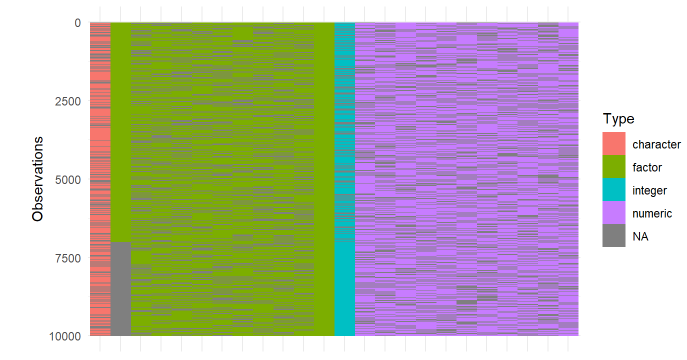 0
2500
5000
7500
10000
Observations
Type
character
factor
integer
numeric
NA